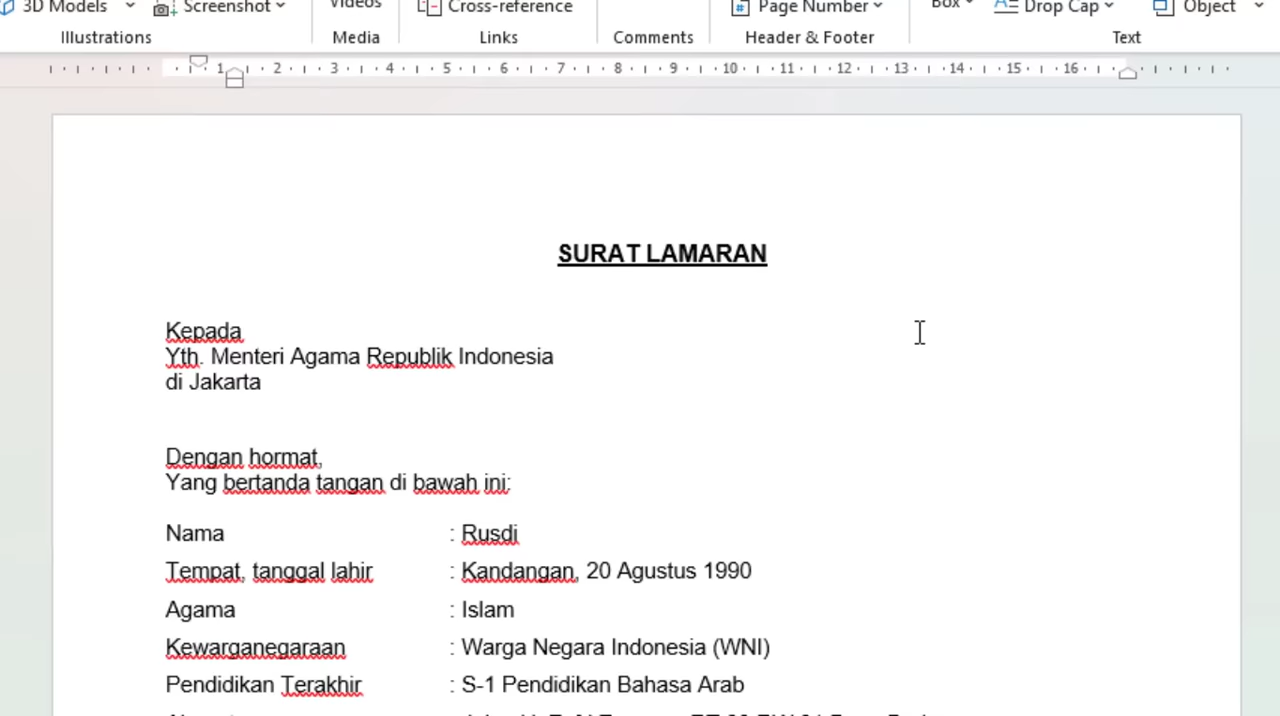 3D Models
Screenshot
Videos
Cross-reference
Page Number
Box
Drop Cap
Object
Illustrations
Media
Links
Comments
Header & Footer
Text
1 2 3 4 5 6 7 8 9 10 11 12 13 14 15 16
SURAT LAMARAN
Kepada
Yth. Menteri Agama Republik Indonesia
di Jakarta
Dengan hormat,
Yang bertanda tangan di bawah ini:
Nama : Rusdi
Tempat, tanggal lahir : Kandangan, 20 Agustus 1990
Agama : Islam
Kewarganegaraan : Warga Negara Indonesia (WNI)
Pendidikan Terakhir : S-1 Pendidikan Bahasa Arab